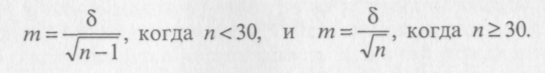 m = δ/√(n−1), когда n < 30, и m = δ/√n, когда n ≥ 30.